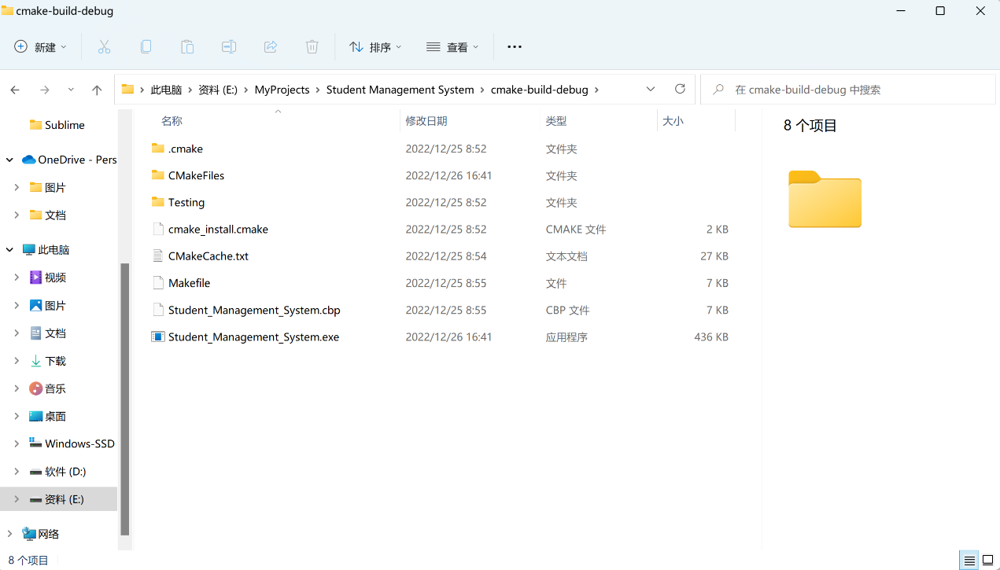 cmake-build-debug
新建
排序
查看
此电脑 资料 (E:) MyProjects Student Management System cmake-build-debug
在 cmake-build-debug 中搜索
Sublime
OneDrive - Pers
图片
文档
此电脑
视频
图片
文档
下载
音乐
桌面
Windows-SSD
软件 (D:)
资料 (E:)
网络
名称 修改日期 类型 大小
.cmake 2022/12/25 8:52 文件夹
CMakeFiles 2022/12/26 16:41 文件夹
Testing 2022/12/25 8:52 文件夹
cmake_install.cmake 2022/12/25 8:52 CMAKE 文件 2 KB
CMakeCache.txt 2022/12/25 8:54 文本文档 27 KB
Makefile 2022/12/25 8:55 文件 7 KB
Student_Management_System.cbp 2022/12/25 8:55 CBP 文件 7 KB
Student_Management_System.exe 2022/12/26 16:41 应用程序 436 KB
8 个项目
8 个项目